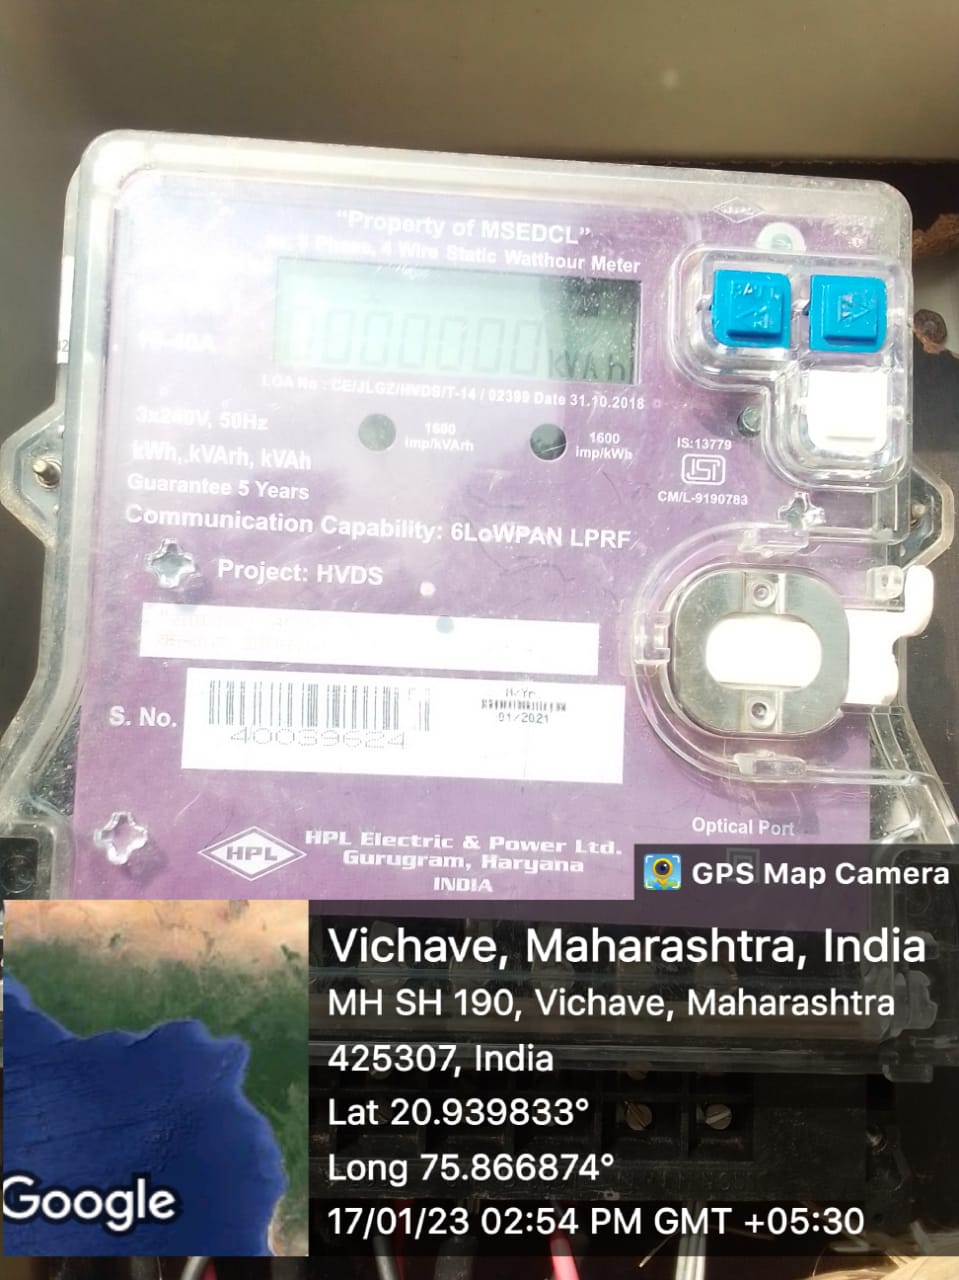 "Property of MSEDCL"
Phase, 4 Wire Static Watthour Meter
000000 kVAh
LOA No : CE/JLGZ/HVDS/T-14 / 02399 Date 31.10.2018
3x240V, 50Hz
1600
imp/kVArh
1600
imp/kWh
kWh, kVArh, kVAh
IS:13779
ISI
CM/L-9190783
Guarantee 5 Years
Communication Capability: 6LoWPAN LPRF
Project: HVDS
S. No.
40039624
01/2021
HPL
HPL Electric & Power Ltd.
Gurugram, Haryana
INDIA
Optical Port
GPS Map Camera
Vichave, Maharashtra, India
MH SH 190, Vichave, Maharashtra
425307, India
Lat 20.939833°
Long 75.866874°
17/01/23 02:54 PM GMT +05:30
Google